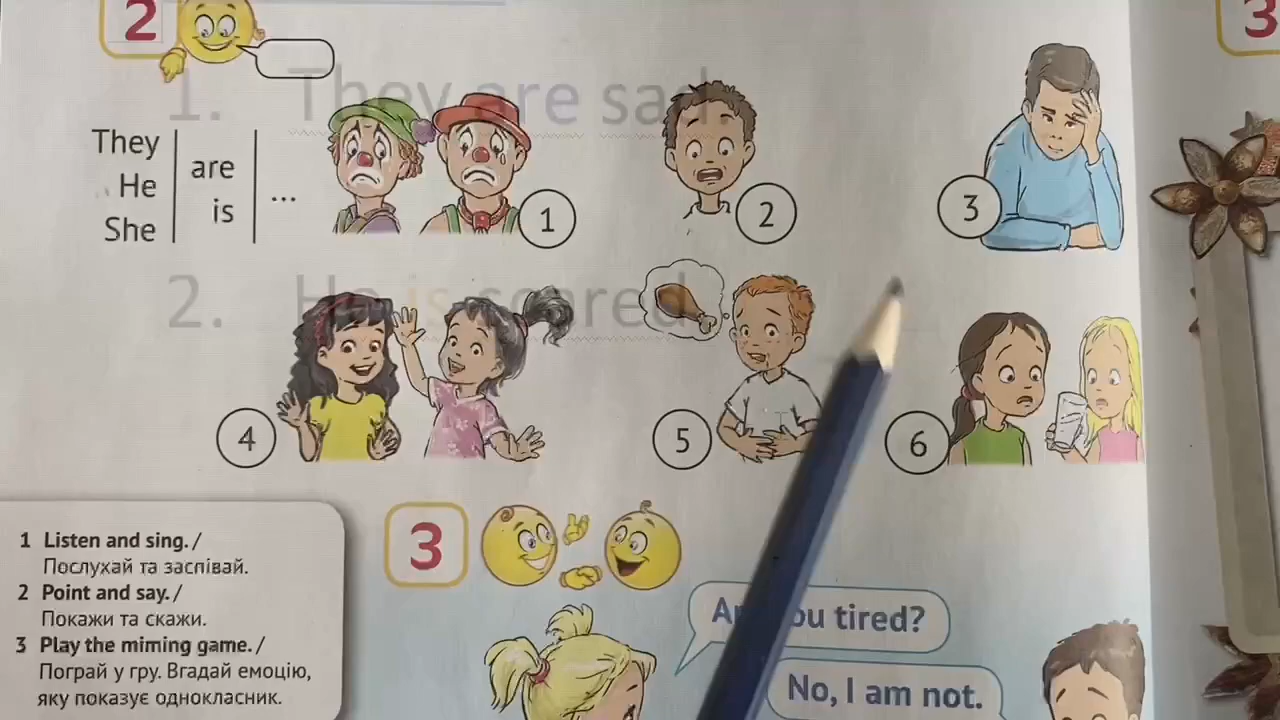 2
3
1. They are sad.
They
He
She
are
is
...
1
2
3
2. He is scared.
4
5
6
1 Listen and sing. /
Послухай та заспівай.
2 Point and say. /
Покажи та скажи.
3 Play the miming game. /
Пограй у гру. Вгадай емоцію,
яку показує однокласник.
3
you tired?
No, I am not.